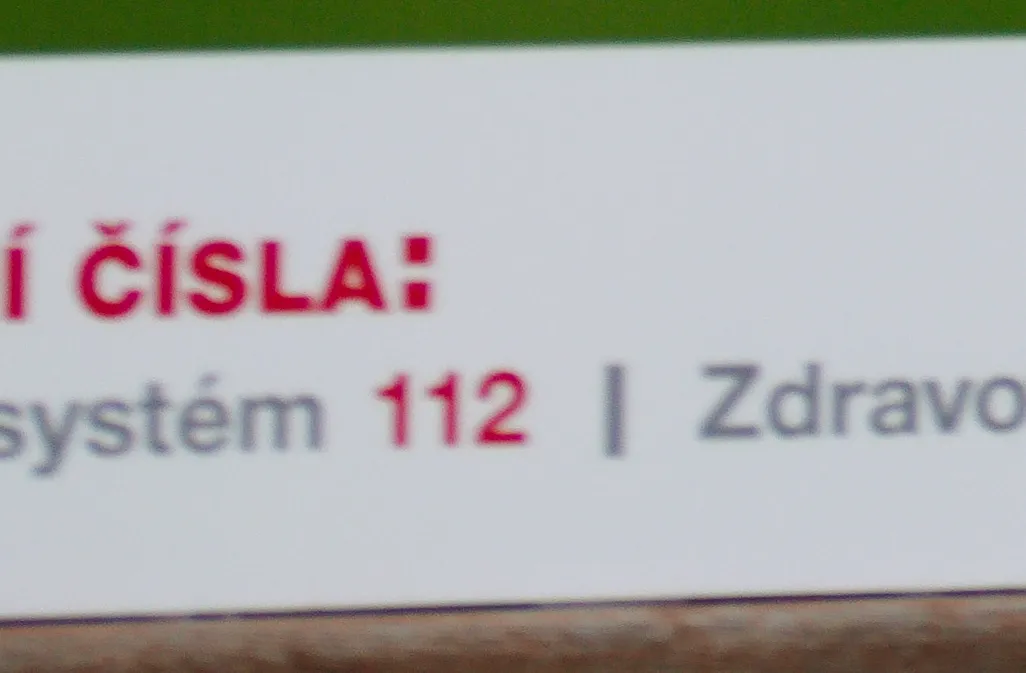 Í ČÍSLA:
systém 112 | Zdravo